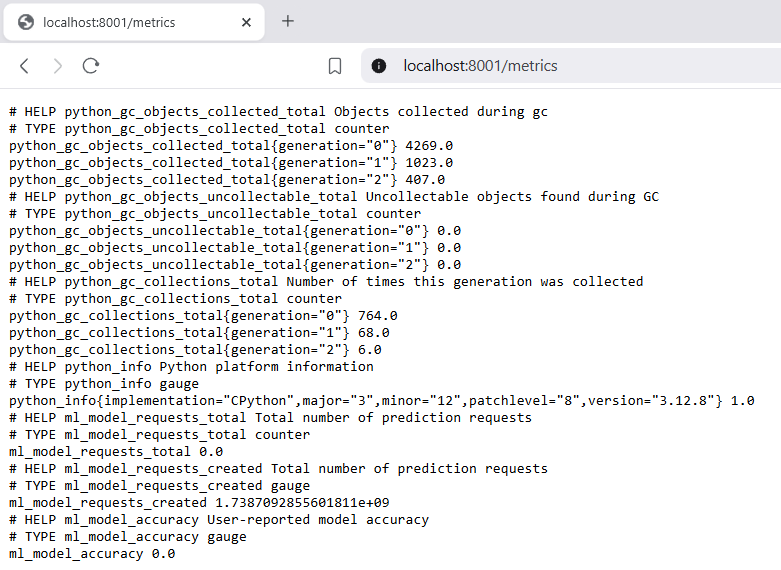 localhost:8001/metrics
localhost:8001/metrics
# HELP python_gc_objects_collected_total Objects collected during gc
# TYPE python_gc_objects_collected_total counter
python_gc_objects_collected_total{generation="0"} 4269.0
python_gc_objects_collected_total{generation="1"} 1023.0
python_gc_objects_collected_total{generation="2"} 407.0
# HELP python_gc_objects_uncollectable_total Uncollectable objects found during GC
# TYPE python_gc_objects_uncollectable_total counter
python_gc_objects_uncollectable_total{generation="0"} 0.0
python_gc_objects_uncollectable_total{generation="1"} 0.0
python_gc_objects_uncollectable_total{generation="2"} 0.0
# HELP python_gc_collections_total Number of times this generation was collected
# TYPE python_gc_collections_total counter
python_gc_collections_total{generation="0"} 764.0
python_gc_collections_total{generation="1"} 68.0
python_gc_collections_total{generation="2"} 6.0
# HELP python_info Python platform information
# TYPE python_info gauge
python_info{implementation="CPython",major="3",minor="12",patchlevel="8",version="3.12.8"} 1.0
# HELP ml_model_requests_total Total number of prediction requests
# TYPE ml_model_requests_total counter
ml_model_requests_total 0.0
# HELP ml_model_requests_created Total number of prediction requests
# TYPE ml_model_requests_created gauge
ml_model_requests_created 1.7387092855601811e+09
# HELP ml_model_accuracy User-reported model accuracy
# TYPE ml_model_accuracy gauge
ml_model_accuracy 0.0